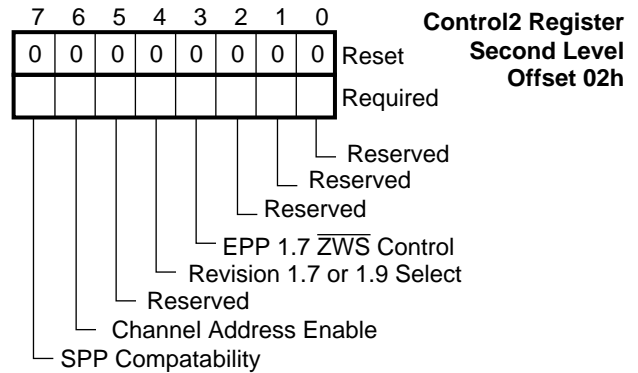 7 6 5 4 3 2 1 0
Control2 Register
Second Level
Offset 02h
0 0 0 0 0 0 0 0 Reset
Required
Reserved
Reserved
Reserved
EPP 1.7 Z̅W̅S̅ Control
Revision 1.7 or 1.9 Select
Reserved
Channel Address Enable
SPP Compatability